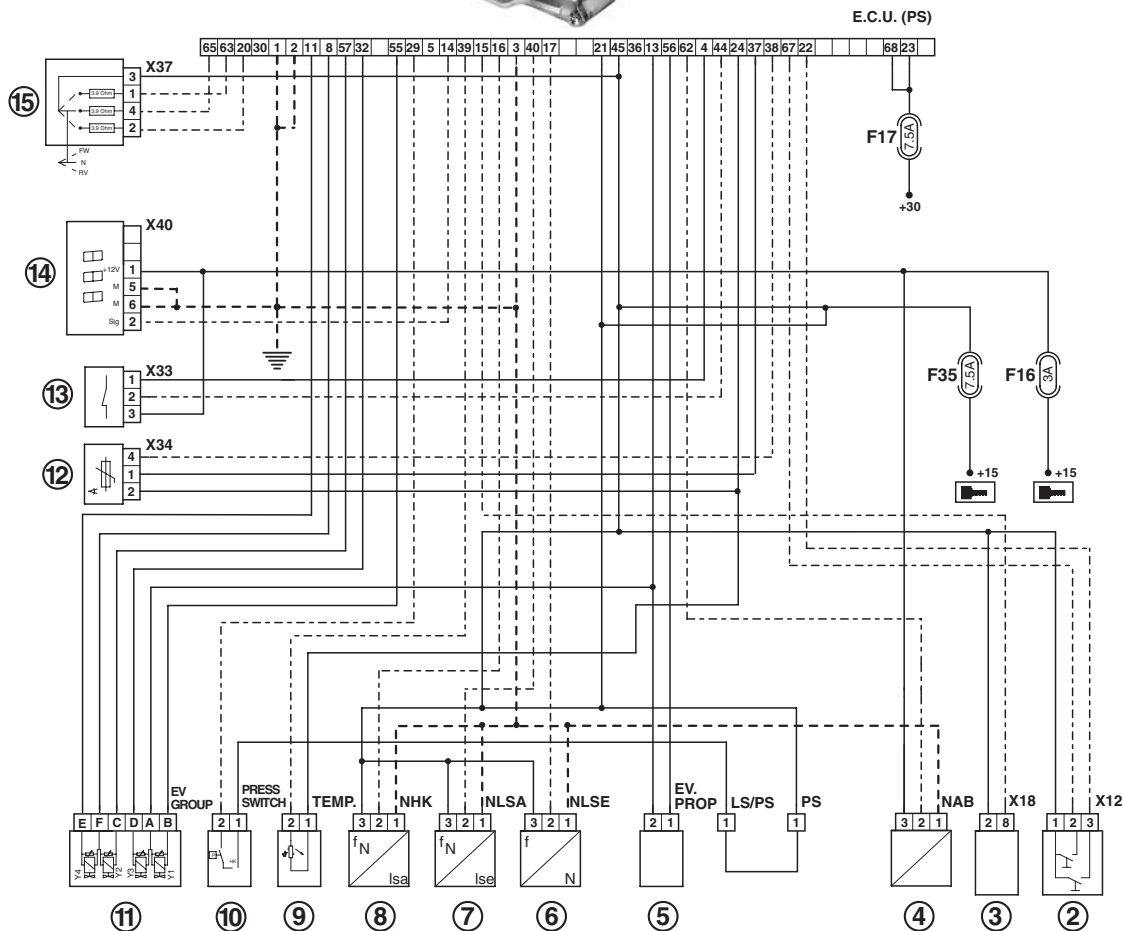 E.C.U. (PS)
65 63 20 30 1 2 11 8 57 32 55 29 5 14 39 15 16 3 40 17 21 45 36 13 56 62 4 44 24 37 38 67 22 68 23
X37
3
1
4
2
3.9 Ohm
3.9 Ohm
3.9 Ohm
FW
N
RV
15
F17
7.5A
+30
X40
14
+12V 1
M 5
M 6
Sig 2
X33
13
1
2
3
F35
7.5A
F16
3A
X34
12
4
1
2
+15
+15
EV GROUP
PRESS SWITCH
TEMP.
NHK
NLSA
NLSE
EV. PROP
LS/PS
PS
NAB
X18
X12
E F C D A B
2 1
2 1
3 2 1
3 2 1
3 2 1
2 1
1
1
3 2 1
2 8
1 2 3
Y4
Y2
Y3
Y1
HK
f N
Isa
f N
Ise
f
N
11
10
9
8
7
6
5
4
3
2